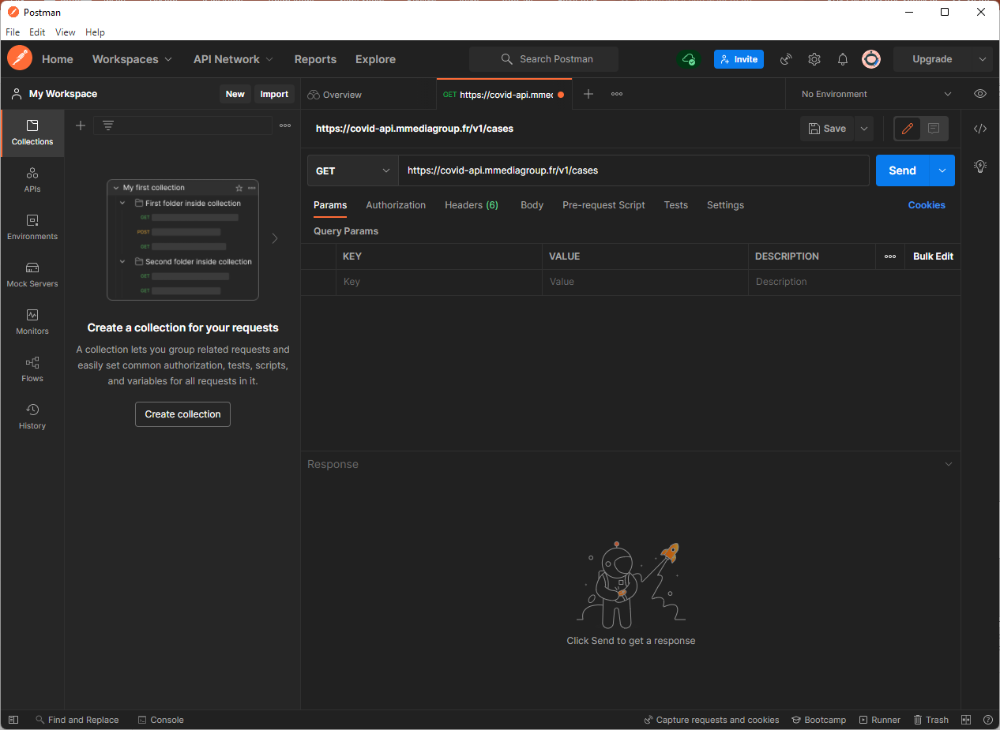 Postman
File Edit View Help
Home Workspaces API Network Reports Explore Search Postman Invite Upgrade
My Workspace New Import Overview GET https://covid-api.mmec No Environment
Collections
APIs
Environments
Mock Servers
Monitors
Flows
History
My first collection
First folder inside collection
GET
POST
GET
Second folder inside collection
GET
GET
Create a collection for your requests
A collection lets you group related requests and
easily set common authorization, tests, scripts,
and variables for all requests in it.
Create collection
https://covid-api.mmediagroup.fr/v1/cases Save
GET https://covid-api.mmediagroup.fr/v1/cases Send
Params Authorization Headers (6) Body Pre-request Script Tests Settings Cookies
Query Params
KEY VALUE DESCRIPTION Bulk Edit
Key Value Description
Response
Click Send to get a response
Find and Replace Console Capture requests and cookies Bootcamp Runner Trash